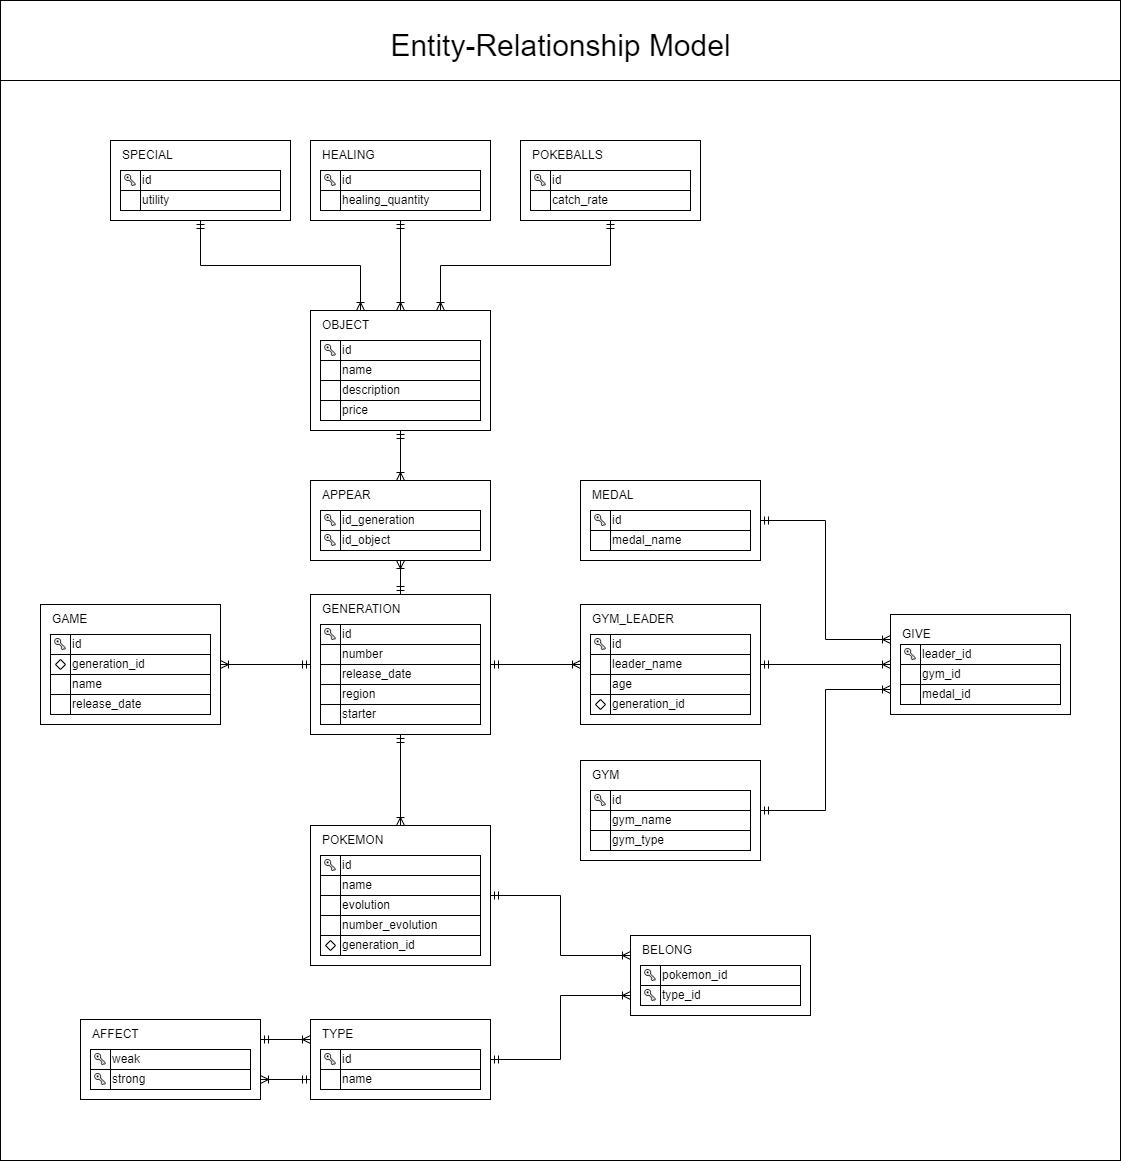 Entity-Relationship Model
SPECIAL
id
utility
HEALING
id
healing_quantity
POKEBALLS
id
catch_rate
OBJECT
id
name
description
price
APPEAR
id_generation
id_object
MEDAL
id
medal_name
GAME
id
generation_id
name
release_date
GENERATION
id
number
release_date
region
starter
GYM_LEADER
id
leader_name
age
generation_id
GIVE
leader_id
gym_id
medal_id
GYM
id
gym_name
gym_type
POKEMON
id
name
evolution
number_evolution
generation_id
BELONG
pokemon_id
type_id
AFFECT
weak
strong
TYPE
id
name